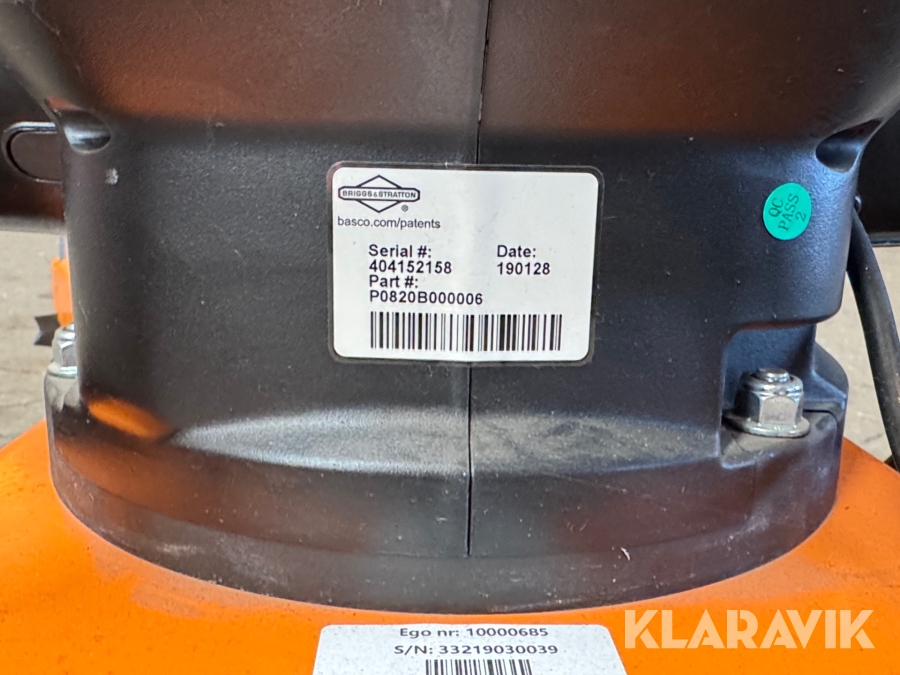 BRIGGS&STRATTON
®
basco.com/patents
Serial #:
404152158
Date:
190128
Part #:
P0820B000006
QC
PASS
2
Ego nr: 10000685
S/N: 33219030039
KLARAVIK